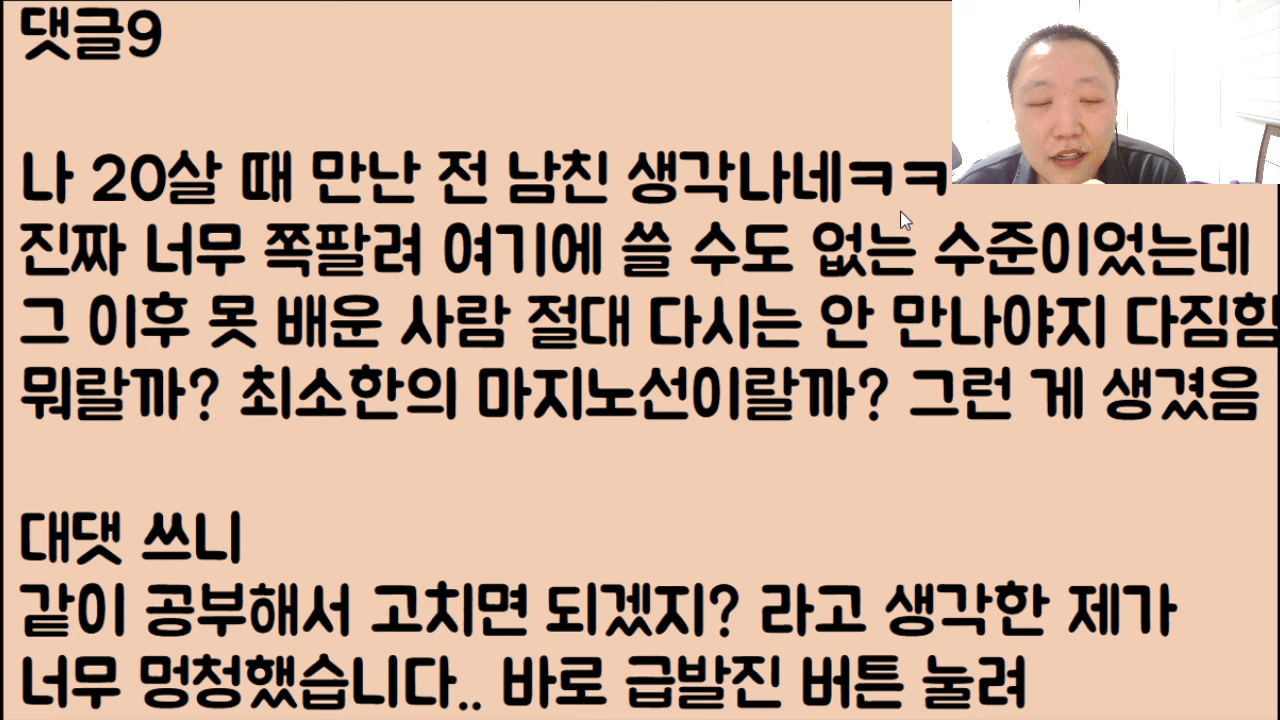 댓글9
나 20살 때 만난 전 남친 생각나네ㅋㅋ
진짜 너무 쪽팔려 여기에 쓸 수도 없는 수준이었는데
그 이후 못 배운 사람 절대 다시는 안 만나야지 다짐함
뭐랄까? 최소한의 마지노선이랄까? 그런 게 생겼음
대댓 쓰니
같이 공부해서 고치면 되겠지? 라고 생각한 제가
너무 멍청했습니다.. 바로 급발진 버튼 눌려